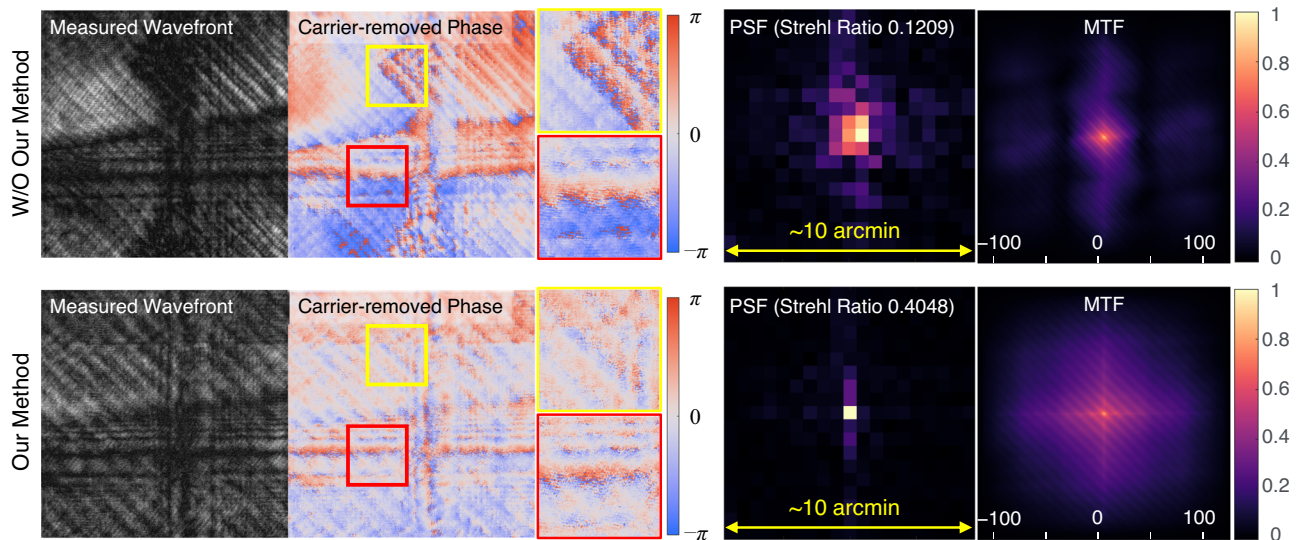 W/O Our Method
Measured Wavefront
Carrier-removed Phase
π
0
−π
PSF (Strehl Ratio 0.1209)
~10 arcmin
MTF
−100 0 100
1
0.8
0.6
0.4
0.2
0
Our Method
Measured Wavefront
Carrier-removed Phase
π
0
−π
PSF (Strehl Ratio 0.4048)
~10 arcmin
MTF
−100 0 100
1
0.8
0.6
0.4
0.2
0